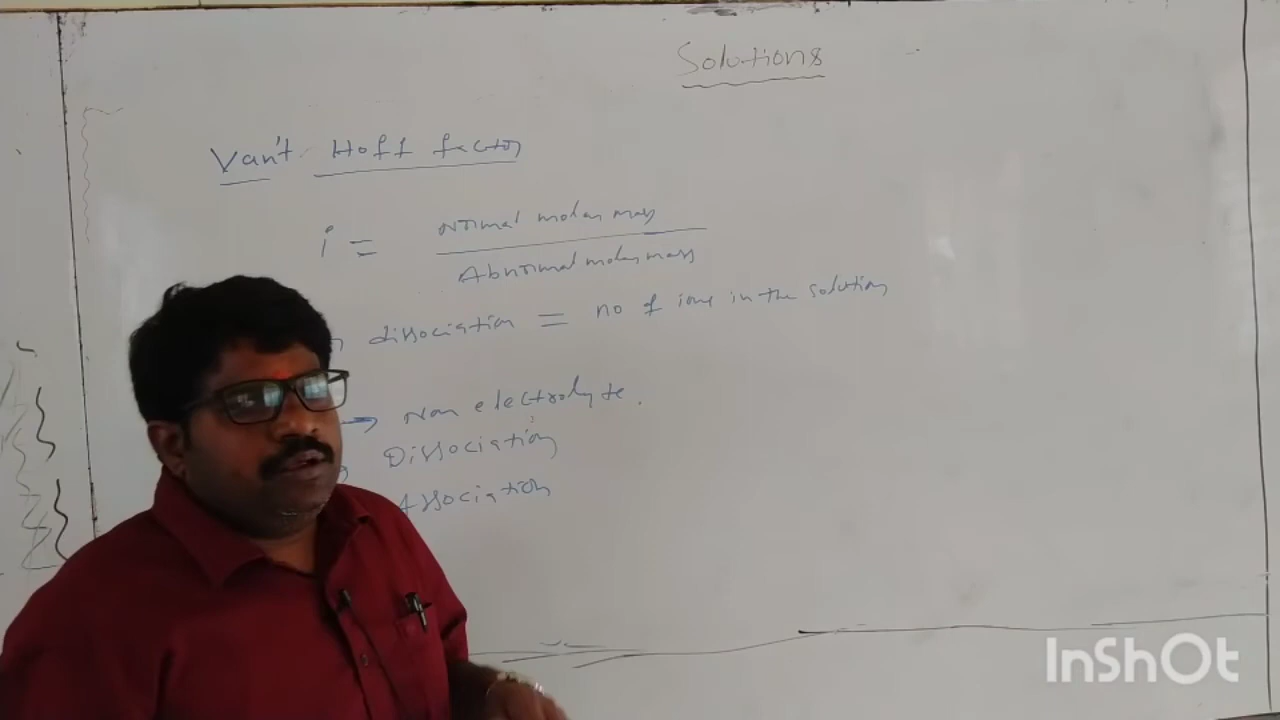 Solutions
Van't Hoff factor
i = Normal molar mass
Abnormal molar mass
dissociation = no of ions in the solution
→ Non electrolyte.
Dissociation
Association
InShOt